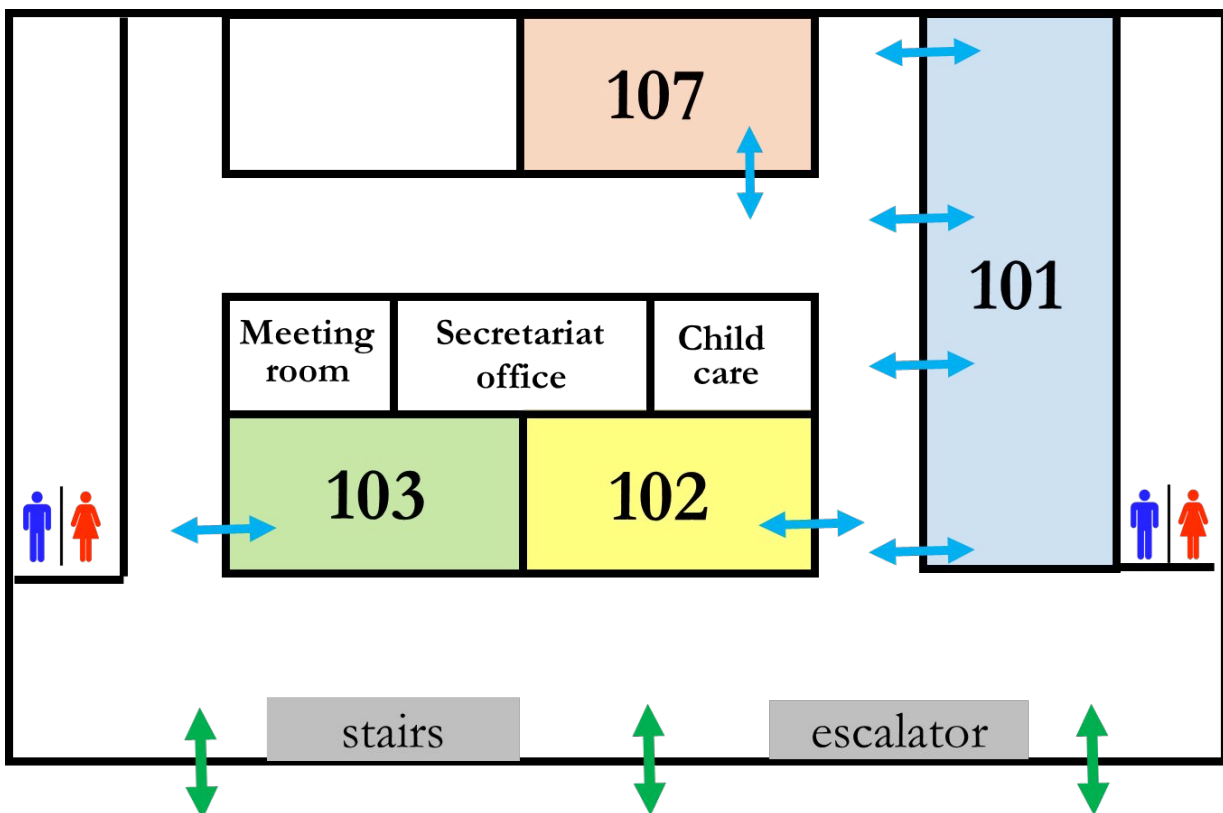 107
101
Meeting
room
Secretariat
office
Child
care
103
102
stairs
escalator